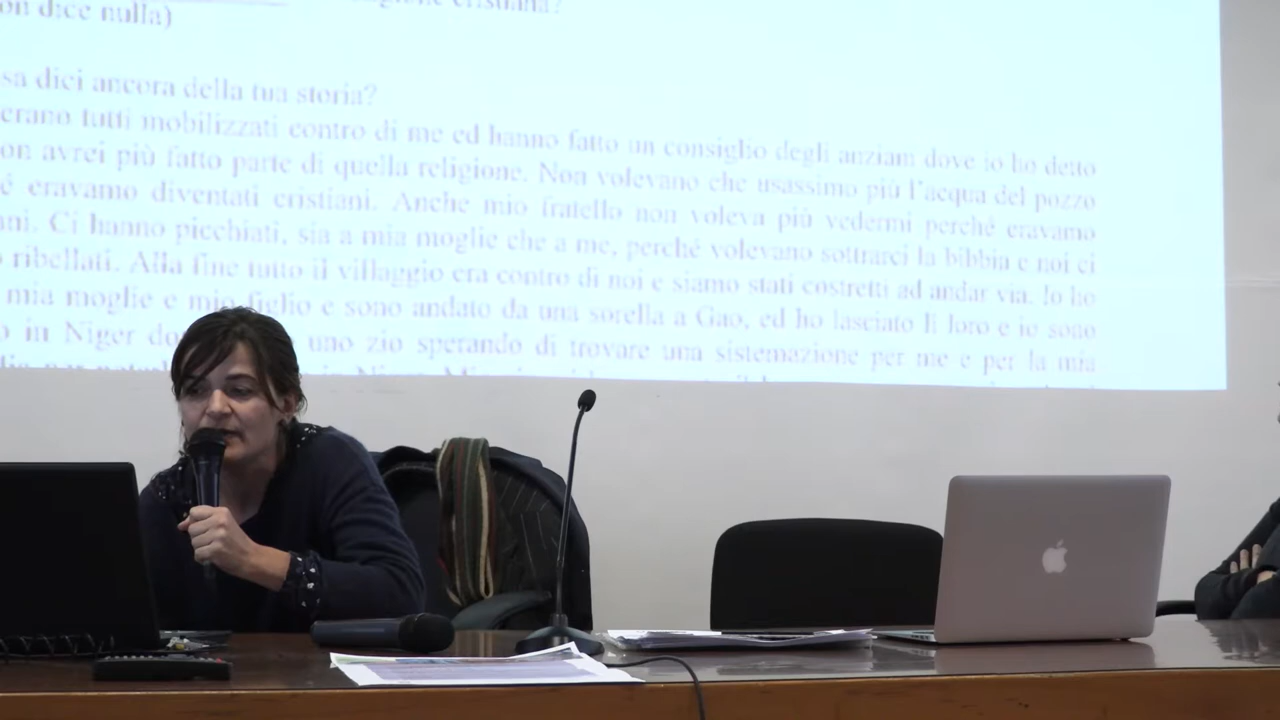 on dice nulla) cristiana?
sa dici ancora della tua storia?
erano tutti mobilizzati contro di me ed hanno fatto un consiglio degli anziani dove io ho detto
on avrei più fatto parte di quella religione. Non volevano che usassimo più l'acqua del pozzo
é eravamo diventati cristiani. Anche mio fratello non voleva più vedermi perché eravamo
ani. Ci hanno picchiati, sia a mia moglie che a me, perché volevano sottrarci la bibbia e noi ci
o ribellati. Alla fine tutto il villaggio era contro di noi e siamo stati costretti ad andar via. Io ho
mia moglie e mio figlio e sono andato da una sorella a Gao, ed ho lasciato lì loro e io sono
o in Niger do uno zio sperando di trovare una sistemazione per me e per la mia